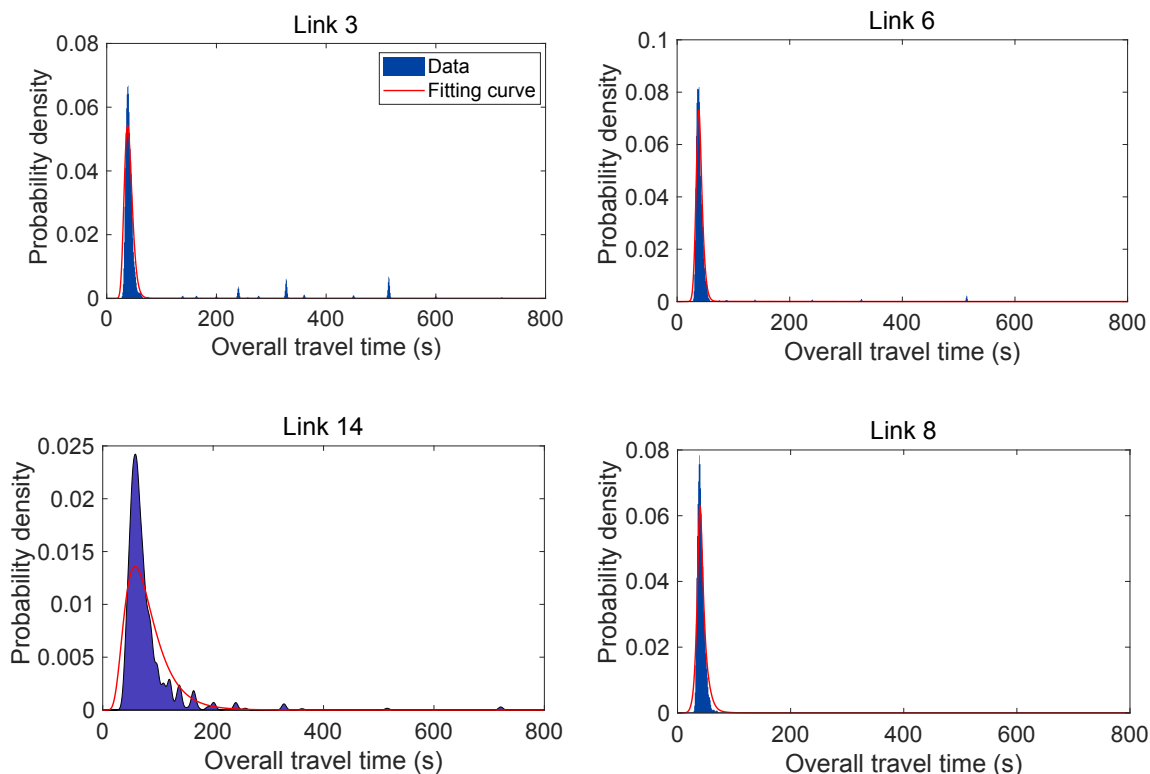 Link 3
0.08
0.06
0.04
0.02
0
Probability density
Data
Fitting curve
0 200 400 600 800
Overall travel time (s)
Link 6
0.1
0.08
0.06
0.04
0.02
0
Probability density
0 200 400 600 800
Overall travel time (s)
Link 14
0.025
0.02
0.015
0.01
0.005
0
Probability density
0 200 400 600 800
Overall travel time (s)
Link 8
0.08
0.06
0.04
0.02
0
Probability density
0 200 400 600 800
Overall travel time (s)